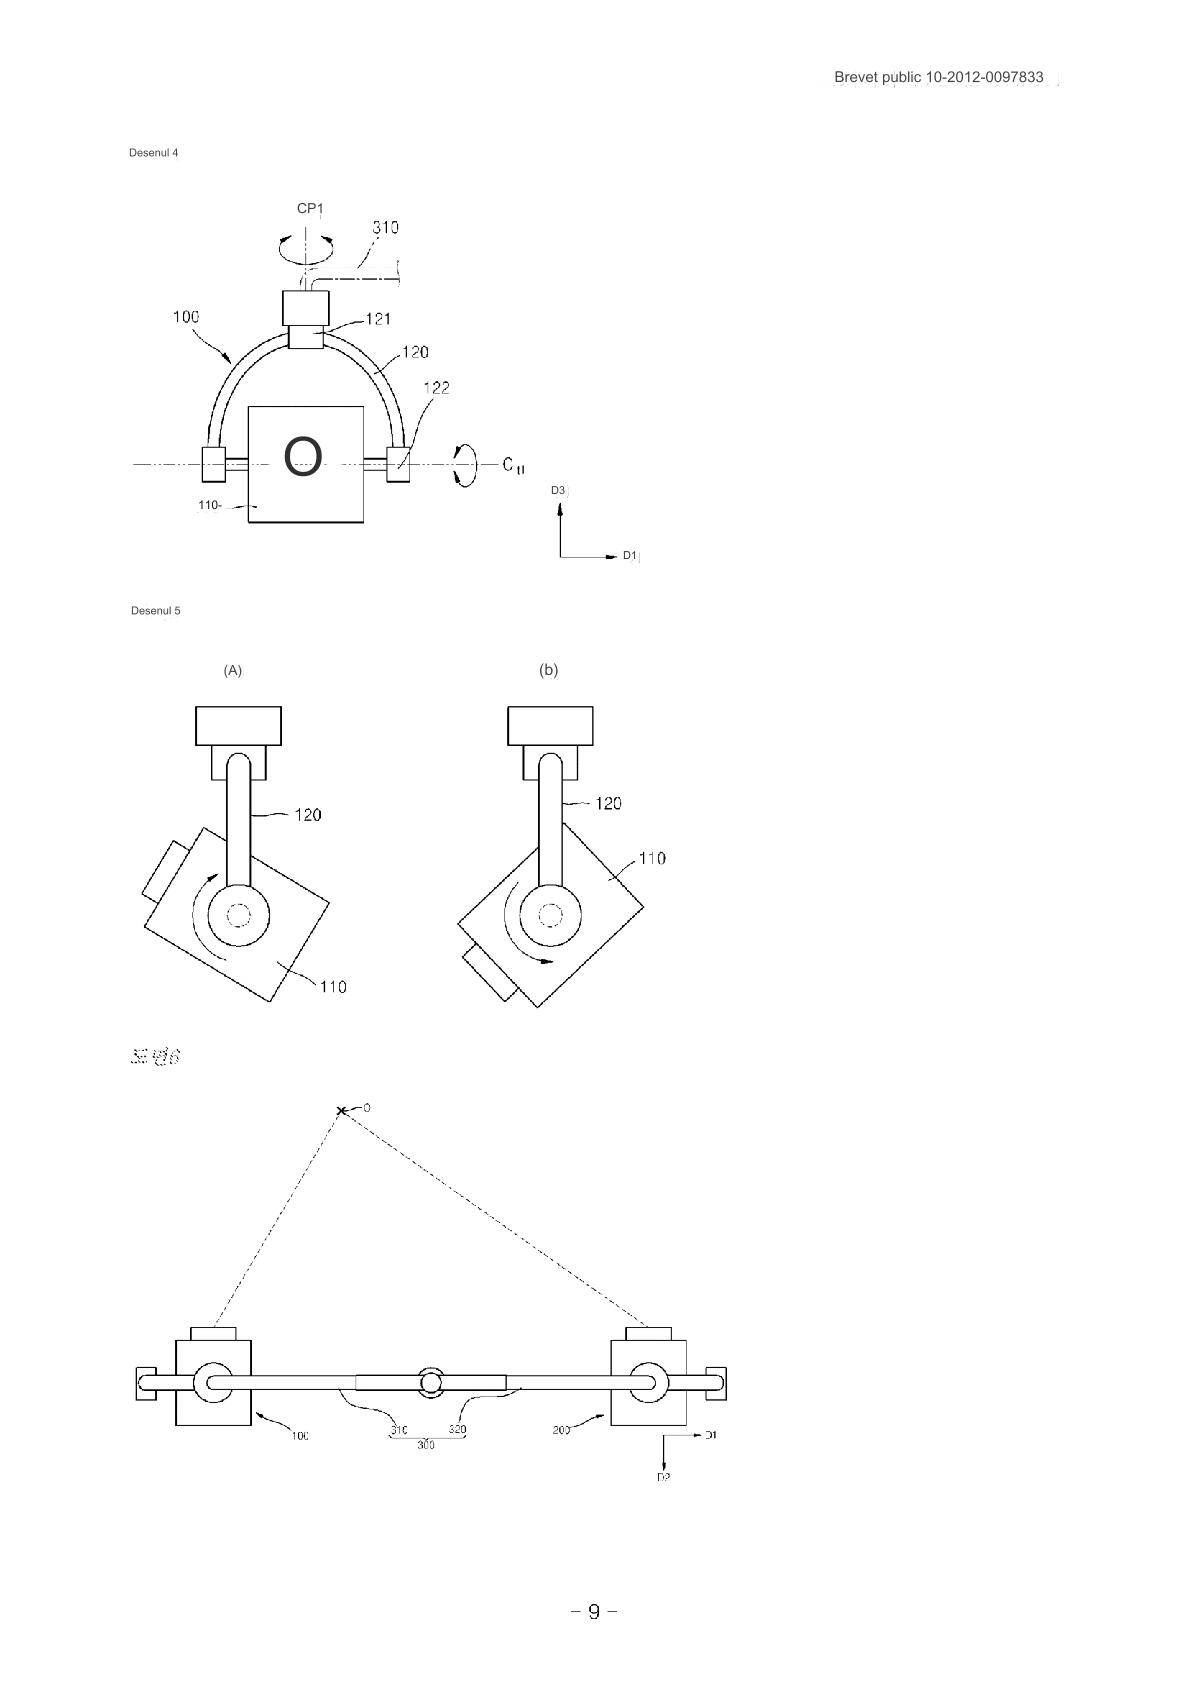 Brevet public 10-2012-0097833
Desenul 4
CP1
310
100
121
120
122
O
Ct1
110-
D3
D1
Desenul 5
(A)
(b)
120
120
110
110
도면6
O
100
310
320
300
200
D1
D2
- 9 -